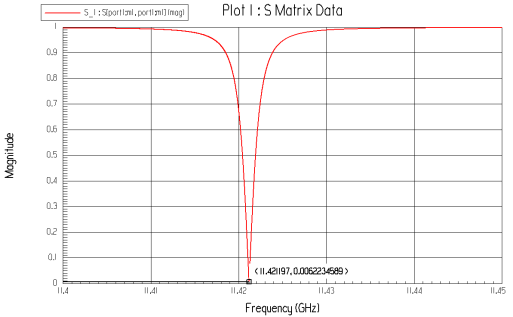 S_1 : S[port1:m1, port1:m1] (mag)
Plot 1 : S Matrix Data
1
0.9
0.8
0.7
0.6
0.5
0.4
0.3
0.2
0.1
0
Magnitude
(11.421197,0.0062234589)
11.4 11.41 11.42 11.43 11.44 11.45
Frequency (GHz)